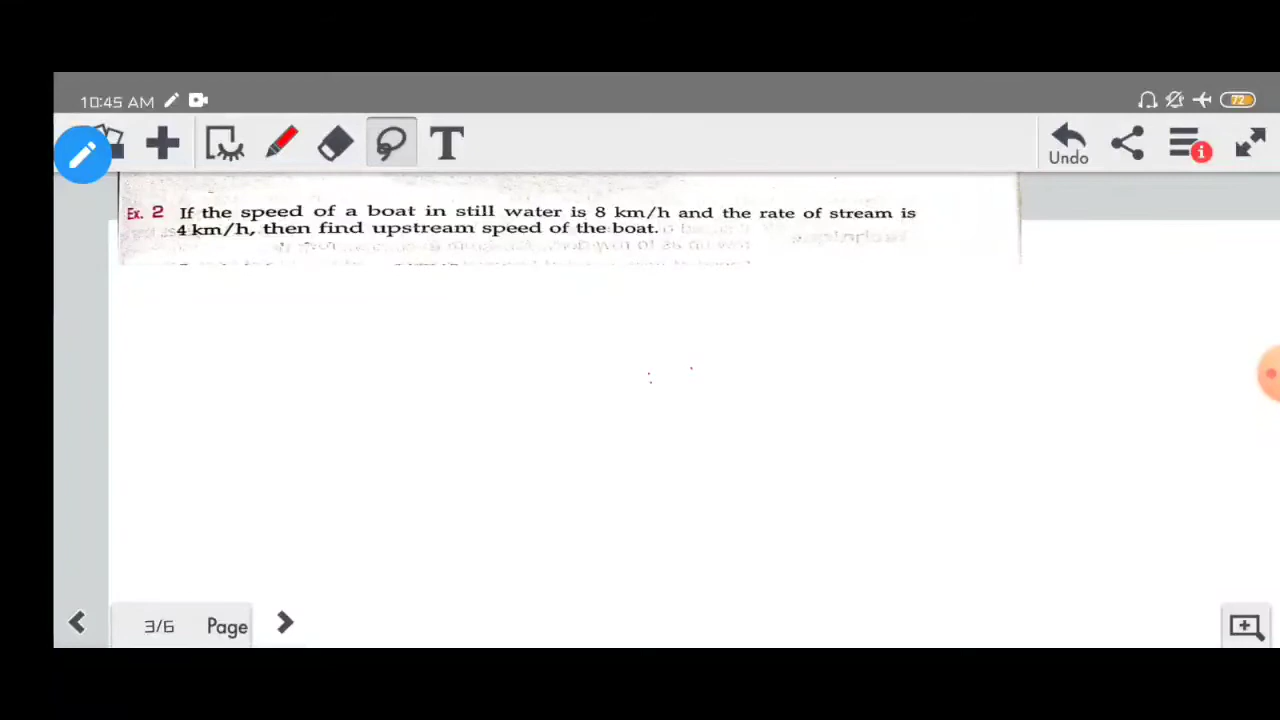 10:45 AM
72
T
Undo
i
Ex. 2 If the speed of a boat in still water is 8 km/h and the rate of stream is
4 km/h, then find upstream speed of the boat.
3/6 Page